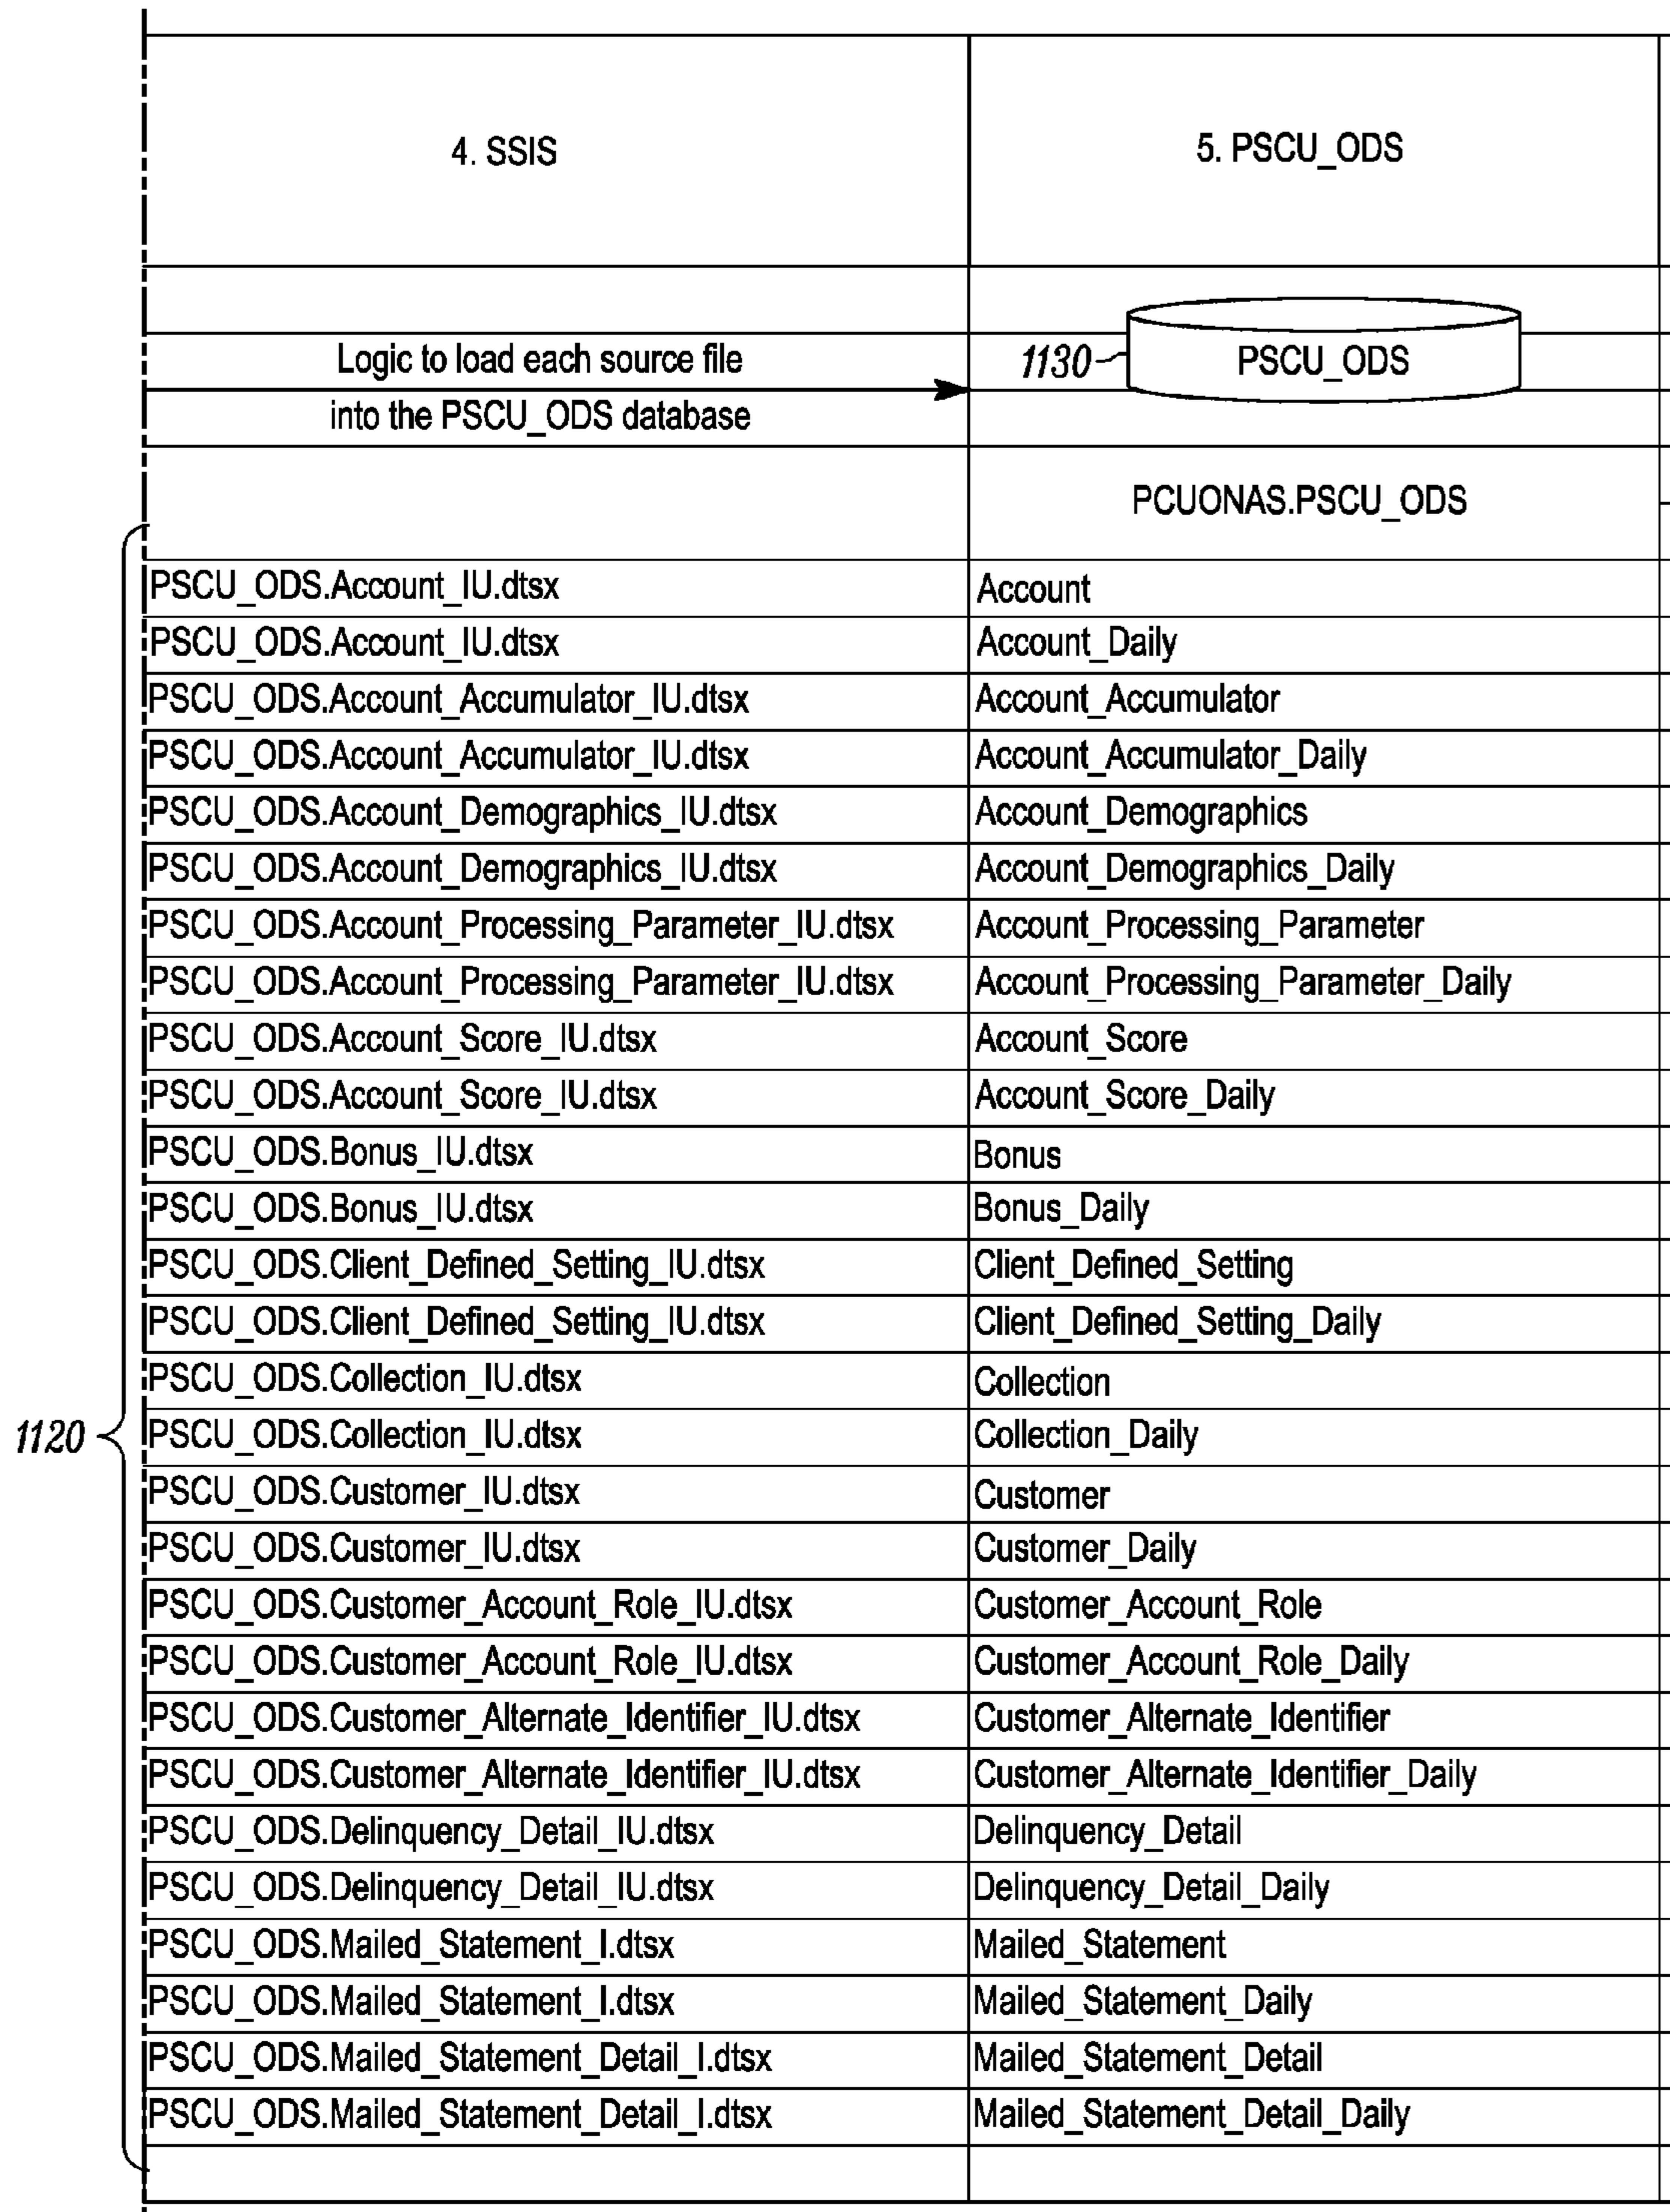 4. SSIS
5. PSCU_ODS
Logic to load each source file
into the PSCU_ODS database
1130
PSCU_ODS
PCUONAS.PSCU_ODS
PSCU_ODS.Account_IU.dtsx Account
PSCU_ODS.Account_IU.dtsx Account_Daily
PSCU_ODS.Account_Accumulator_IU.dtsx Account_Accumulator
PSCU_ODS.Account_Accumulator_IU.dtsx Account_Accumulator_Daily
PSCU_ODS.Account_Demographics_IU.dtsx Account_Demographics
PSCU_ODS.Account_Demographics_IU.dtsx Account_Demographics_Daily
PSCU_ODS.Account_Processing_Parameter_IU.dtsx Account_Processing_Parameter
PSCU_ODS.Account_Processing_Parameter_IU.dtsx Account_Processing_Parameter_Daily
PSCU_ODS.Account_Score_IU.dtsx Account_Score
PSCU_ODS.Account_Score_IU.dtsx Account_Score_Daily
PSCU_ODS.Bonus_IU.dtsx Bonus
PSCU_ODS.Bonus_IU.dtsx Bonus_Daily
PSCU_ODS.Client_Defined_Setting_IU.dtsx Client_Defined_Setting
PSCU_ODS.Client_Defined_Setting_IU.dtsx Client_Defined_Setting_Daily
PSCU_ODS.Collection_IU.dtsx Collection
1120
PSCU_ODS.Collection_IU.dtsx Collection_Daily
PSCU_ODS.Customer_IU.dtsx Customer
PSCU_ODS.Customer_IU.dtsx Customer_Daily
PSCU_ODS.Customer_Account_Role_IU.dtsx Customer_Account_Role
PSCU_ODS.Customer_Account_Role_IU.dtsx Customer_Account_Role_Daily
PSCU_ODS.Customer_Alternate_Identifier_IU.dtsx Customer_Alternate_Identifier
PSCU_ODS.Customer_Alternate_Identifier_IU.dtsx Customer_Alternate_Identifier_Daily
PSCU_ODS.Delinquency_Detail_IU.dtsx Delinquency_Detail
PSCU_ODS.Delinquency_Detail_IU.dtsx Delinquency_Detail_Daily
PSCU_ODS.Mailed_Statement_I.dtsx Mailed_Statement
PSCU_ODS.Mailed_Statement_I.dtsx Mailed_Statement_Daily
PSCU_ODS.Mailed_Statement_Detail_I.dtsx Mailed_Statement_Detail
PSCU_ODS.Mailed_Statement_Detail_I.dtsx Mailed_Statement_Detail_Daily